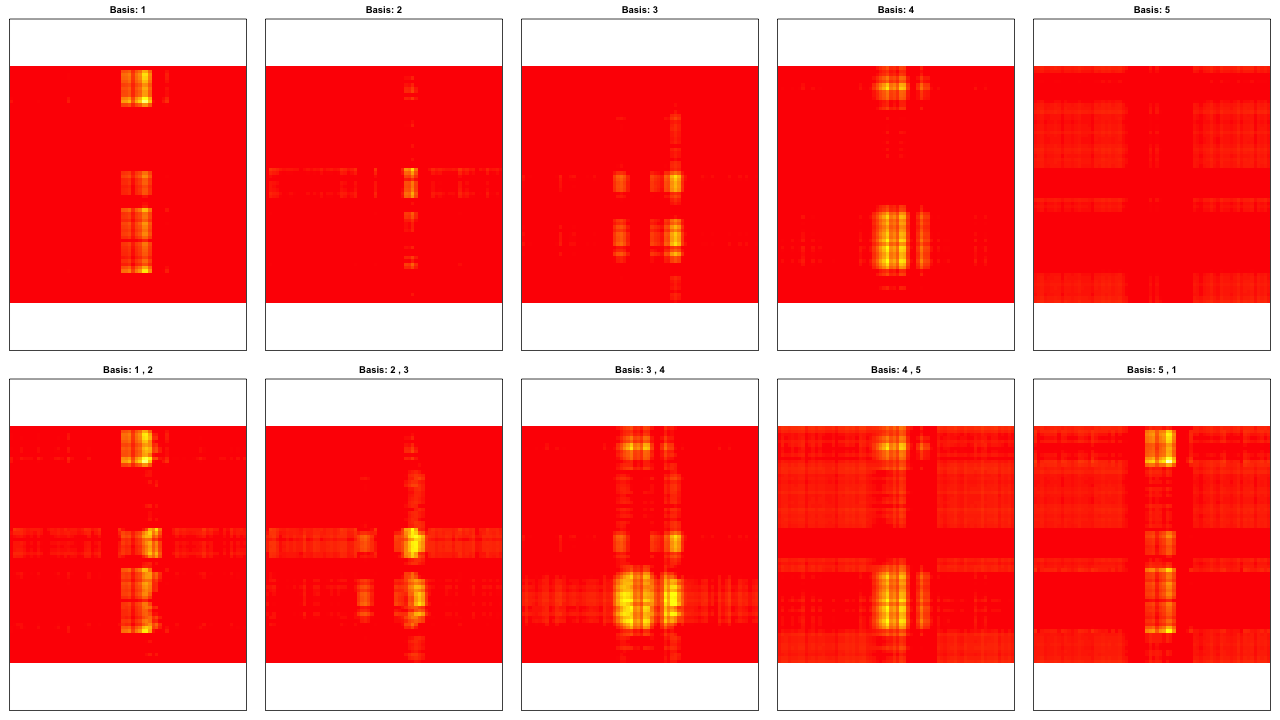 Basis: 1
Basis: 2
Basis: 3
Basis: 4
Basis: 5
Basis: 1 , 2
Basis: 2 , 3
Basis: 3 , 4
Basis: 4 , 5
Basis: 5 , 1